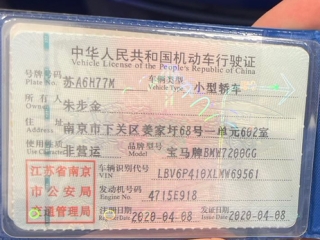 中华人民共和国机动车行驶证
Vehicle License of the People's Republic of China
号牌号码 苏A6H77M 车辆类型 小型轿车
Plate No. Vehicle Type
所有人 朱步金
Owner
住址 南京市下关区姜家圩68号一单元602室
Address
使用性质 非营运 品牌型号 宝马牌BMW7200GG
江苏省南京
市公安局
交通管理局
车辆识别代号 LBV6P410XLMW69561
VIN
发动机号码 4715E918
Engine No.
注册日期 2020-04-08 发证日期 2020-04-08